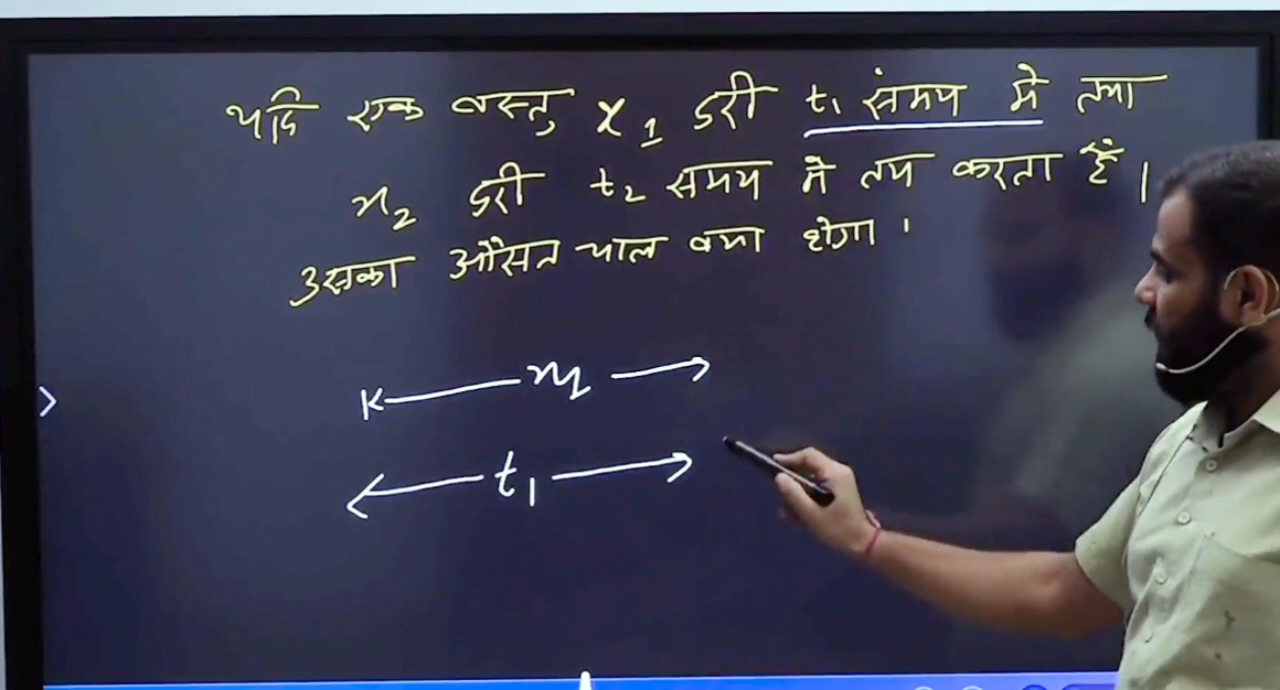 यदि एक वस्तु x₁ दूरी t₁ समय में तथा
x₂ दूरी t₂ समय में तय करता हैं।
उसका औसत चाल क्या होगा।
x₁
t₁